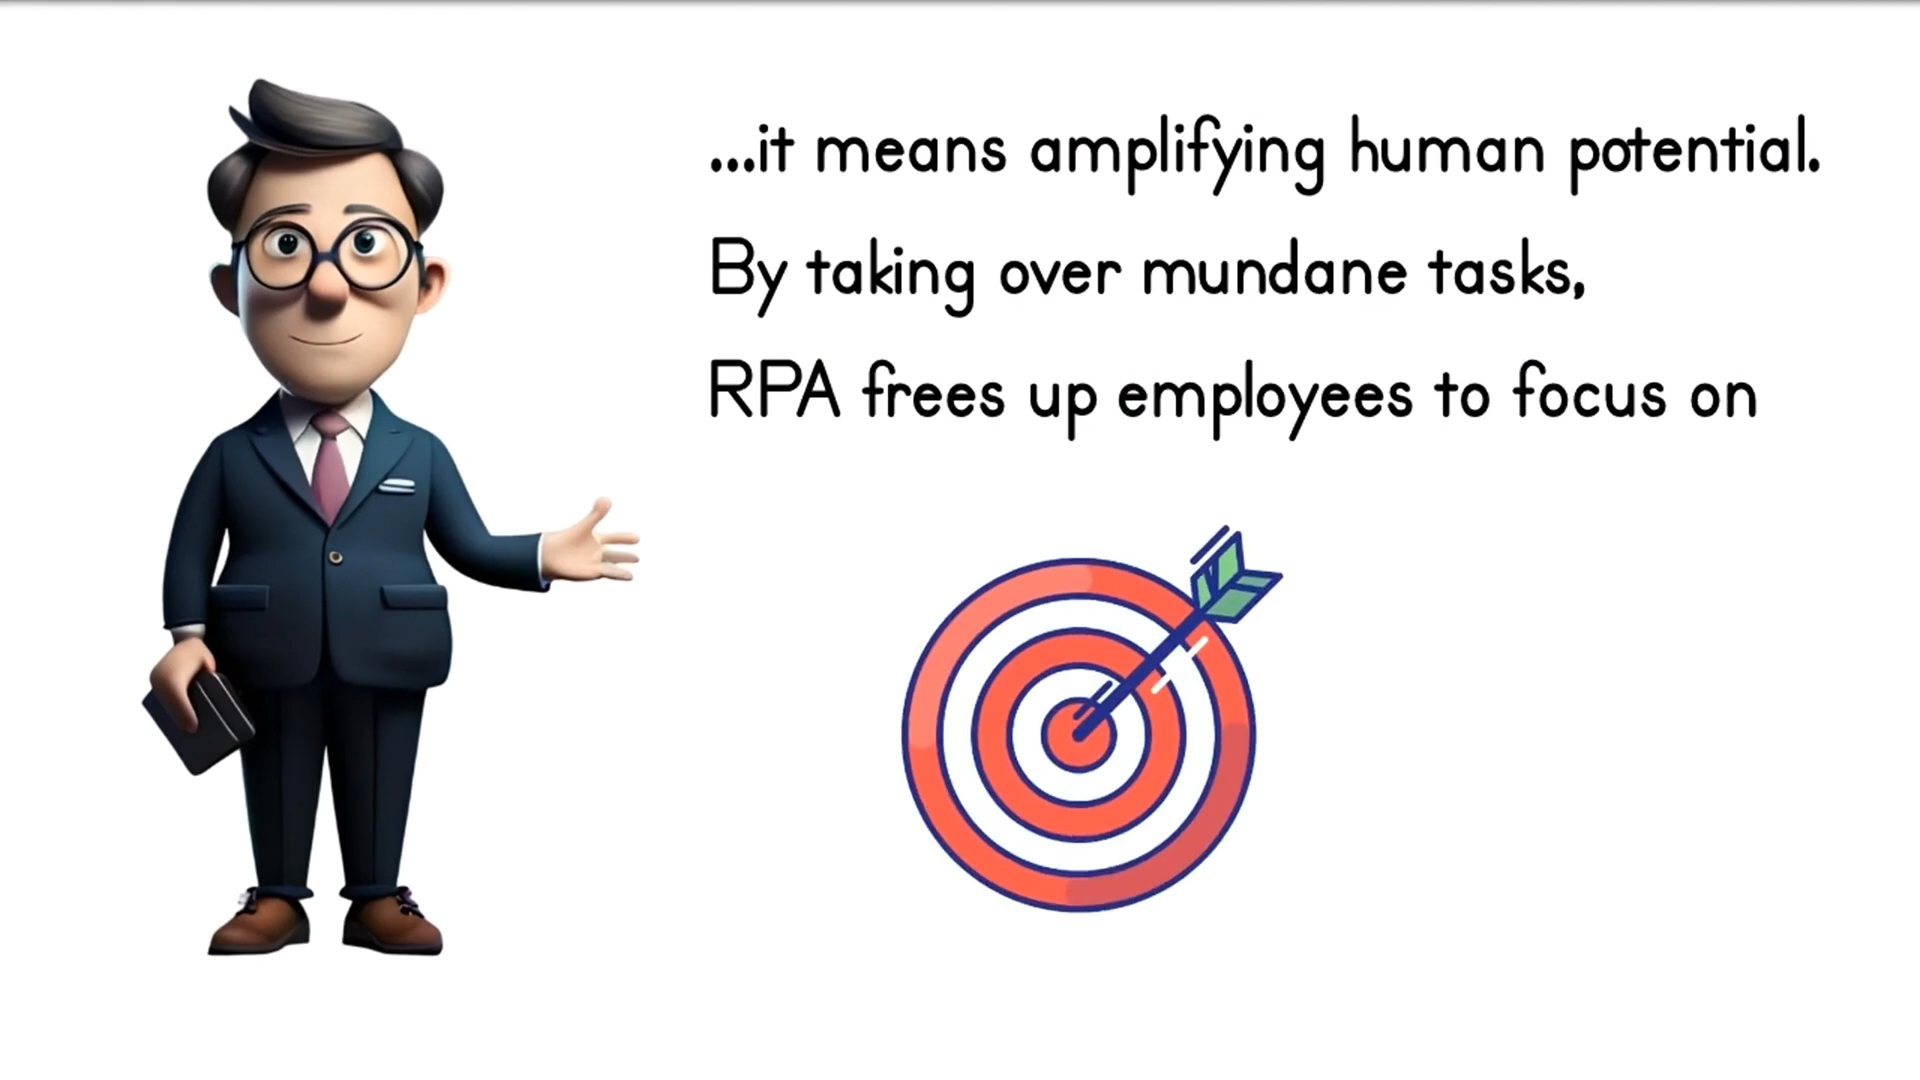 ...it means amplifying human potential.
By taking over mundane tasks,
RPA frees up employees to focus on